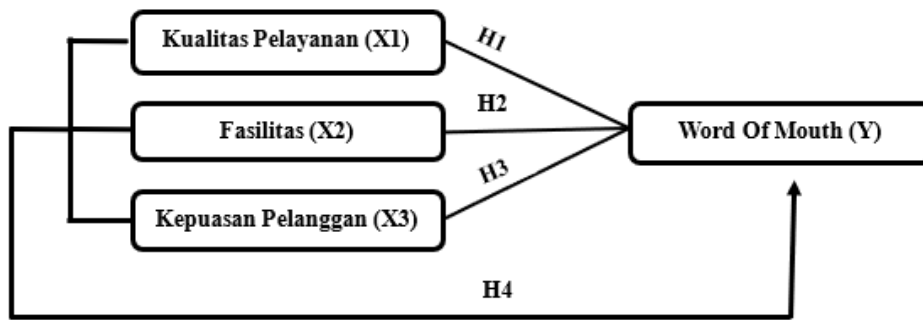 Kualitas Pelayanan (X1)
H1
H2
Fasilitas (X2)
Word Of Mouth (Y)
H3
Kepuasan Pelanggan (X3)
H4